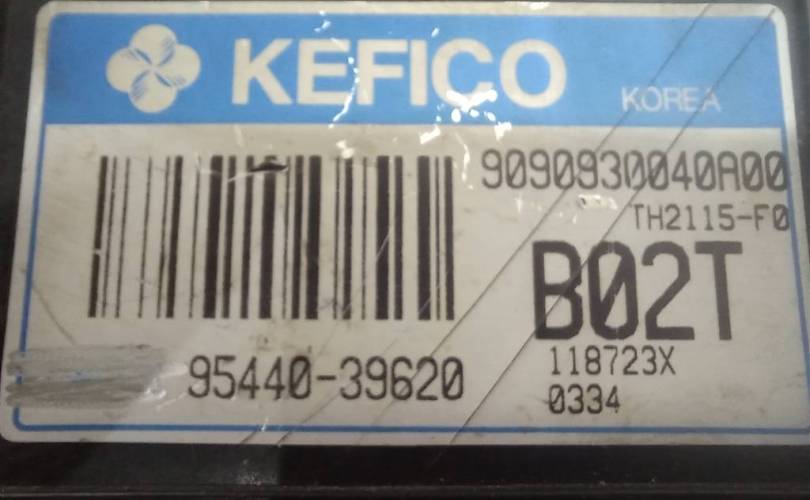 KEFICO
KOREA
9090930040A00
TH2115-F0
B02T
95440-39620
118723X
0334